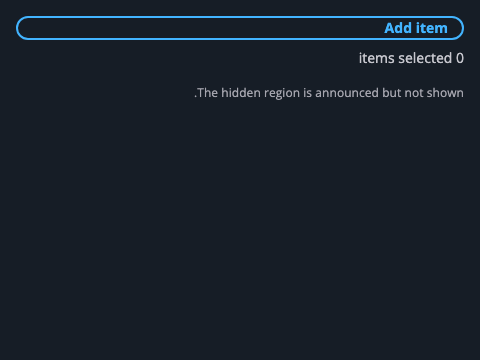 Add item
items selected 0
.The hidden region is announced but not shown